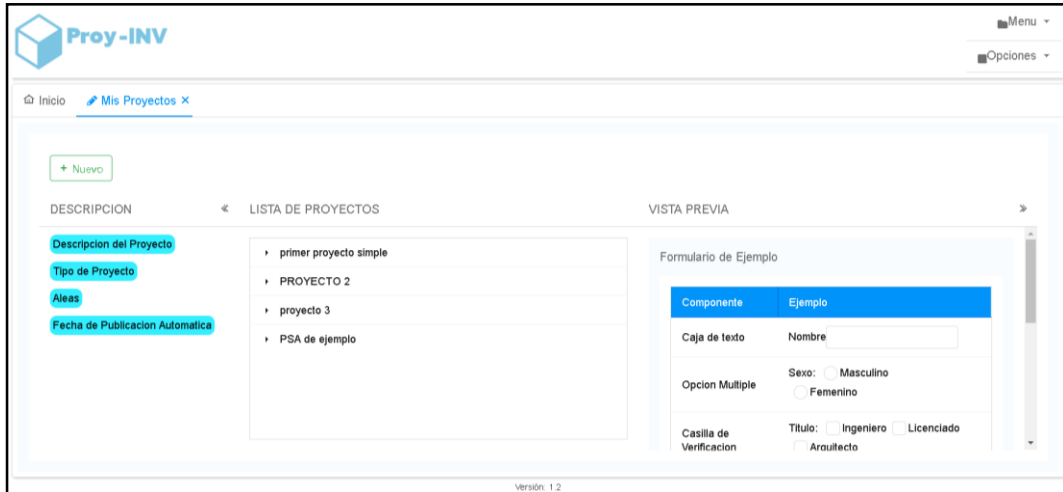 Proy-INV
Menu
Opciones
Inicio
Mis Proyectos
+ Nuevo
DESCRIPCION
Descripcion del Proyecto
Tipo de Proyecto
Aleas
Fecha de Publicacion Automatica
LISTA DE PROYECTOS
primer proyecto simple
PROYECTO 2
proyecto 3
PSA de ejemplo
VISTA PREVIA
Formulario de Ejemplo
Componente Ejemplo
Caja de texto Nombre
Opcion Multiple Sexo: Masculino
Femenino
Casilla de Titulo: Ingeniero Licenciado
Verificacion Arquitecto
Versión: 1.2